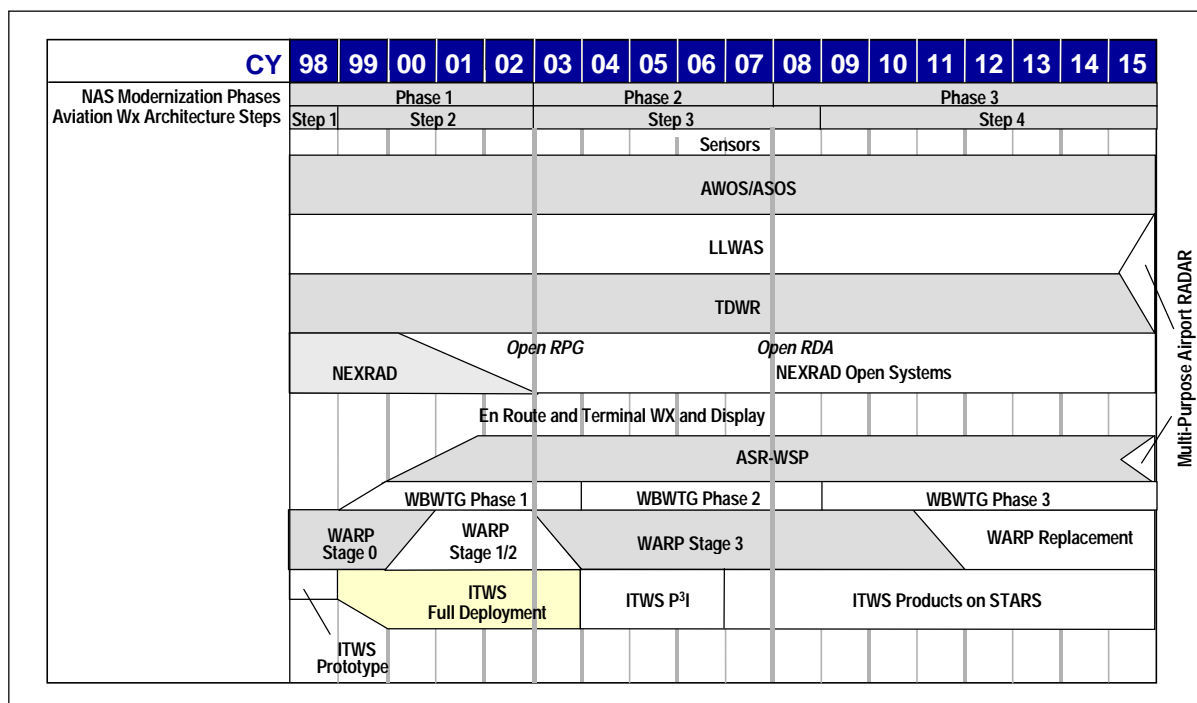 CY 98 99 00 01 02 03 04 05 06 07 08 09 10 11 12 13 14 15
NAS Modernization Phases Phase 1 Phase 2 Phase 3
Aviation Wx Architecture Steps Step 1 Step 2 Step 3 Step 4
Sensors
AWOS/ASOS
LLWAS
TDWR
Multi-Purpose Airport RADAR
Open RPG Open RDA
NEXRAD NEXRAD Open Systems
En Route and Terminal WX and Display
ASR-WSP
WBWTG Phase 1 WBWTG Phase 2 WBWTG Phase 3
WARP
Stage 0
WARP
Stage 1/2
WARP Stage 3
WARP Replacement
ITWS
Full Deployment
ITWS P³I
ITWS Products on STARS
ITWS
Prototype